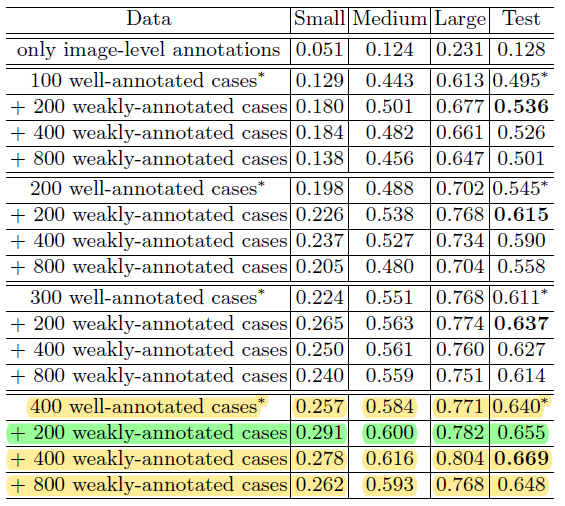 Data Small Medium Large Test
only image-level annotations 0.051 0.124 0.231 0.128
100 well-annotated cases* 0.129 0.443 0.613 0.495*
+ 200 weakly-annotated cases 0.180 0.501 0.677 0.536
+ 400 weakly-annotated cases 0.184 0.482 0.661 0.526
+ 800 weakly-annotated cases 0.138 0.456 0.647 0.501
200 well-annotated cases* 0.198 0.488 0.702 0.545*
+ 200 weakly-annotated cases 0.226 0.538 0.768 0.615
+ 400 weakly-annotated cases 0.237 0.527 0.734 0.590
+ 800 weakly-annotated cases 0.205 0.480 0.704 0.558
300 well-annotated cases* 0.224 0.551 0.768 0.611*
+ 200 weakly-annotated cases 0.265 0.563 0.774 0.637
+ 400 weakly-annotated cases 0.250 0.561 0.760 0.627
+ 800 weakly-annotated cases 0.240 0.559 0.751 0.614
400 well-annotated cases* 0.257 0.584 0.771 0.640*
+ 200 weakly-annotated cases 0.291 0.600 0.782 0.655
+ 400 weakly-annotated cases 0.278 0.616 0.804 0.669
+ 800 weakly-annotated cases 0.262 0.593 0.768 0.648